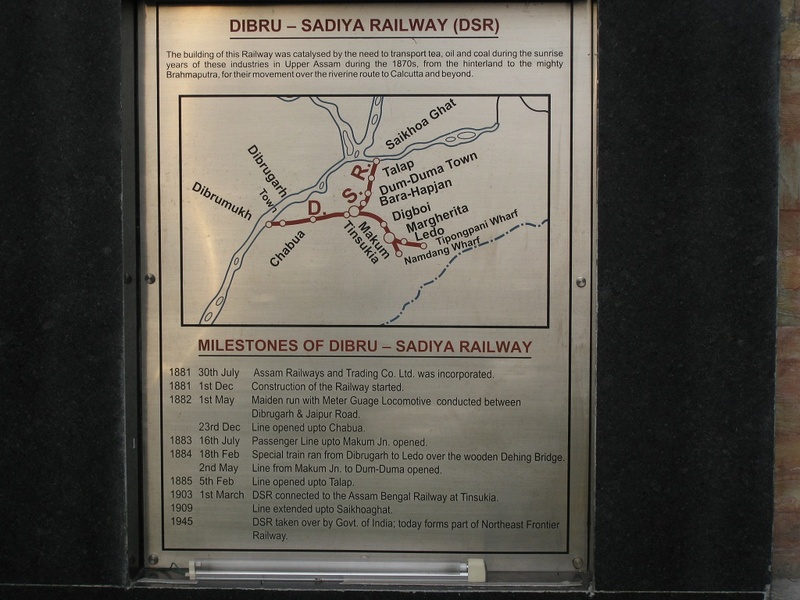 DIBRU – SADIYA RAILWAY (DSR)
The building of this Railway was catalysed by the need to transport tea, oil and coal during the sunrise
years of these industries in Upper Assam during the 1870s, from the hinterland to the mighty
Brahmaputra, for their movement over the riverine route to Calcutta and beyond.
Saikhoa Ghat
Talap
Dum-Duma Town
Bara-Hapjan
Dibrugarh
Town
Dibrumukh
D. S. R.
Digboi
Margherita
Ledo
Tipongpani Wharf
Namdang Wharf
Makum
Tinsukia
Chabua
MILESTONES OF DIBRU – SADIYA RAILWAY
1881 30th July Assam Railways and Trading Co. Ltd. was incorporated.
1881 1st Dec Construction of the Railway started.
1882 1st May Maiden run with Meter Guage Locomotive conducted between
Dibrugarh & Jaipur Road.
23rd Dec Line opened upto Chabua.
1883 16th July Passenger Line upto Makum Jn. opened.
1884 18th Feb Special train ran from Dibrugarh to Ledo over the wooden Dehing Bridge.
2nd May Line from Makum Jn. to Dum-Duma opened.
1885 5th Feb Line opened upto Talap.
1903 1st March DSR connected to the Assam Bengal Railway at Tinsukia.
1909 Line extended upto Saikhoaghat.
1945 DSR taken over by Govt. of India; today forms part of Northeast Frontier
Railway.